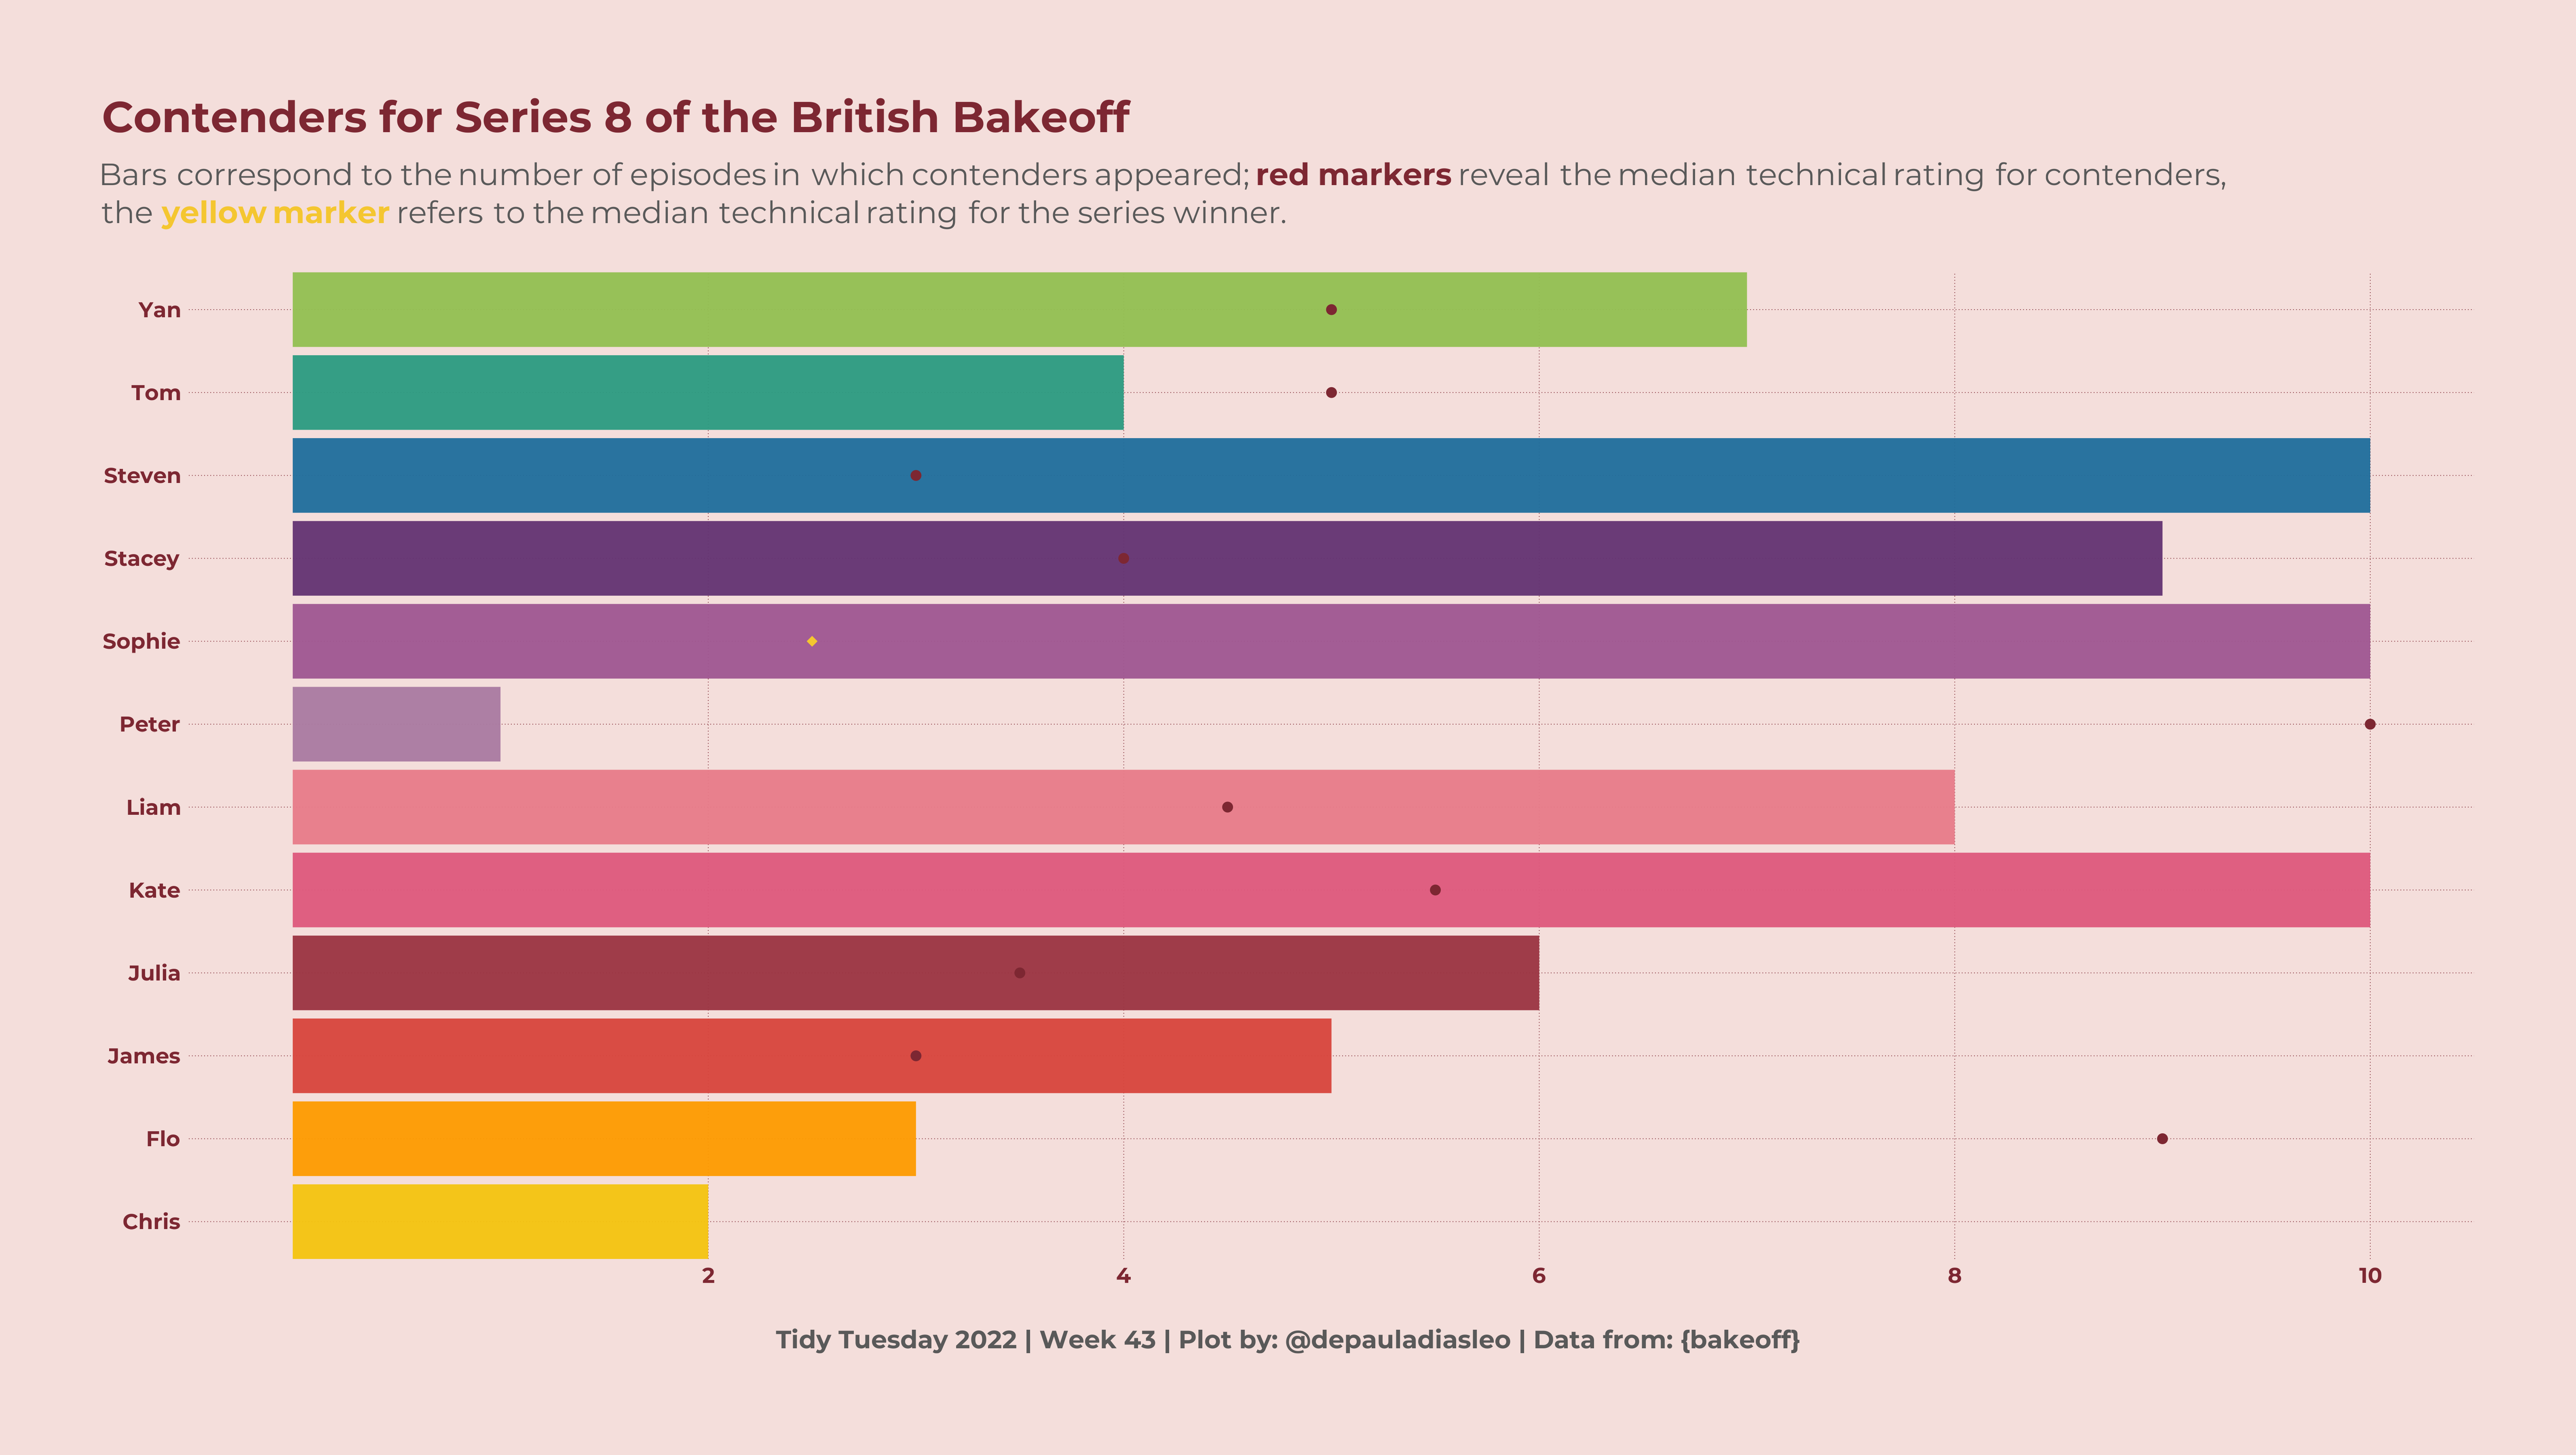 Contenders for Series 8 of the British Bakeoff
Bars correspond to the number of episodes in which contenders appeared; red markers reveal the median technical rating for contenders,
the yellow marker refers to the median technical rating for the series winner.
Yan
Tom
Steven
Stacey
Sophie
Peter
Liam
Kate
Julia
James
Flo
Chris
2 4 6 8 10
Tidy Tuesday 2022 | Week 43 | Plot by: @depauladiasleo | Data from: {bakeoff}